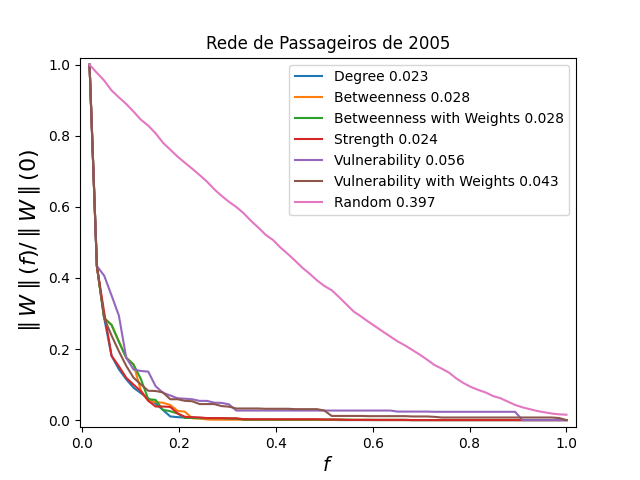 Rede de Passageiros de 2005
Degree 0.023
Betweenness 0.028
Betweenness with Weights 0.028
Strength 0.024
Vulnerability 0.056
Vulnerability with Weights 0.043
Random 0.397
∥ W ∥ (f)/ ∥ W ∥ (0)
1.0
0.8
0.6
0.4
0.2
0.0
0.0 0.2 0.4 0.6 0.8 1.0
f